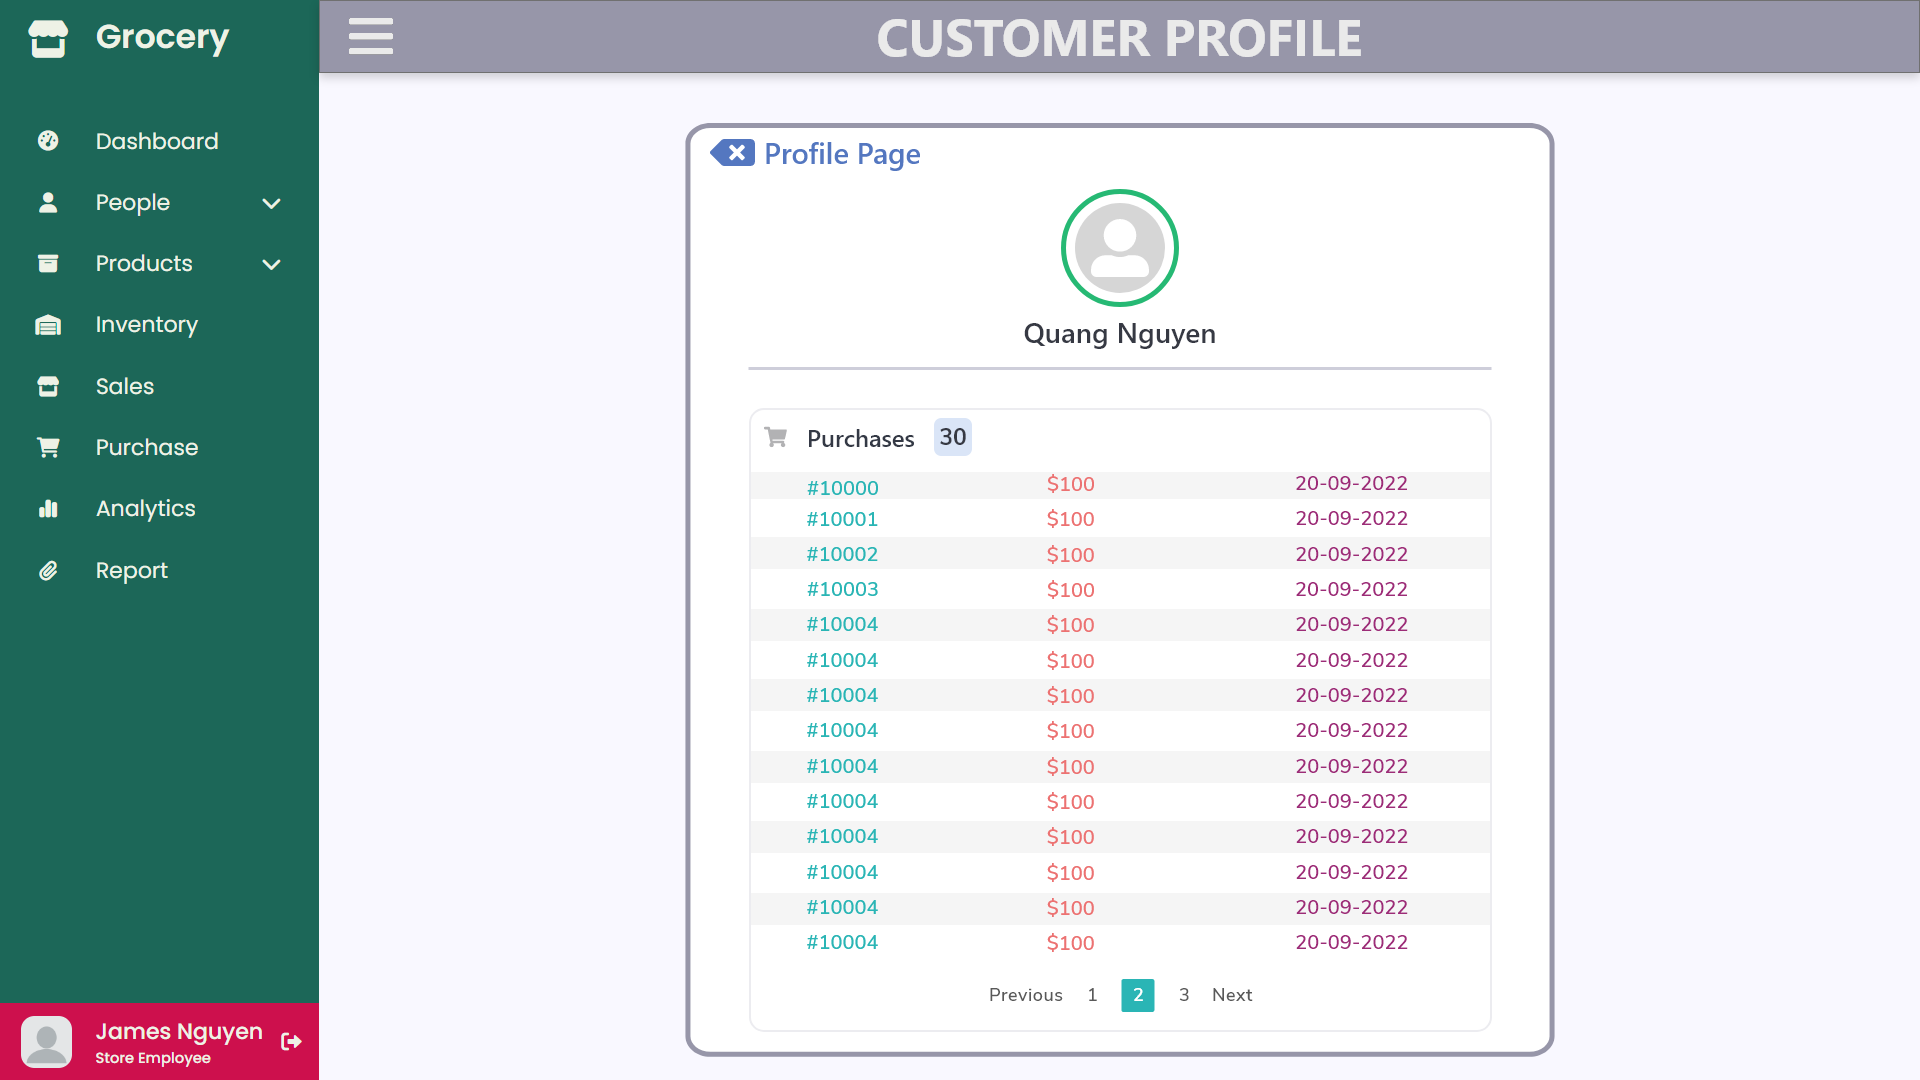 Grocery
CUSTOMER PROFILE
Dashboard
People
Products
Inventory
Sales
Purchase
Analytics
Report
James Nguyen
Store Employee
Profile Page
Quang Nguyen
Purchases 30
#10000 $100 20-09-2022
#10001 $100 20-09-2022
#10002 $100 20-09-2022
#10003 $100 20-09-2022
#10004 $100 20-09-2022
#10004 $100 20-09-2022
#10004 $100 20-09-2022
#10004 $100 20-09-2022
#10004 $100 20-09-2022
#10004 $100 20-09-2022
#10004 $100 20-09-2022
#10004 $100 20-09-2022
#10004 $100 20-09-2022
#10004 $100 20-09-2022
Previous 1 2 3 Next